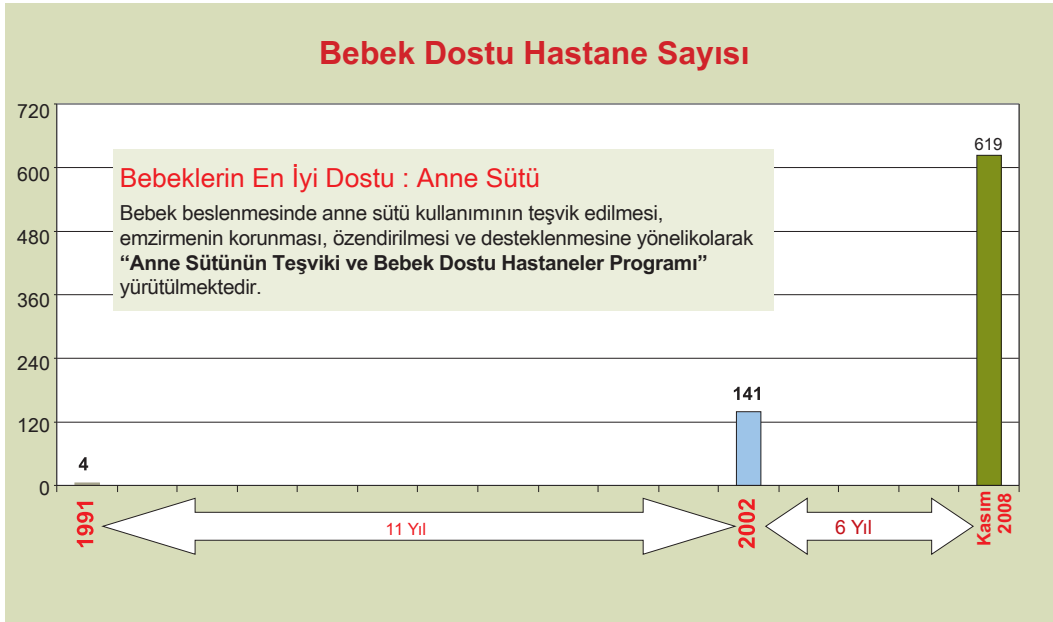 Bebek Dostu Hastane Sayısı
720
600
480
360
240
120
0
Bebeklerin En İyi Dostu : Anne Sütü
Bebek beslenmesinde anne sütü kullanımının teşvik edilmesi,
emzirmenin korunması, özendirilmesi ve desteklenmesine yönelikolarak
“Anne Sütünün Teşviki ve Bebek Dostu Hastaneler Programı”
yürütülmektedir.
4
141
619
1991
11 Yıl
2002
6 Yıl
Kasım
2008